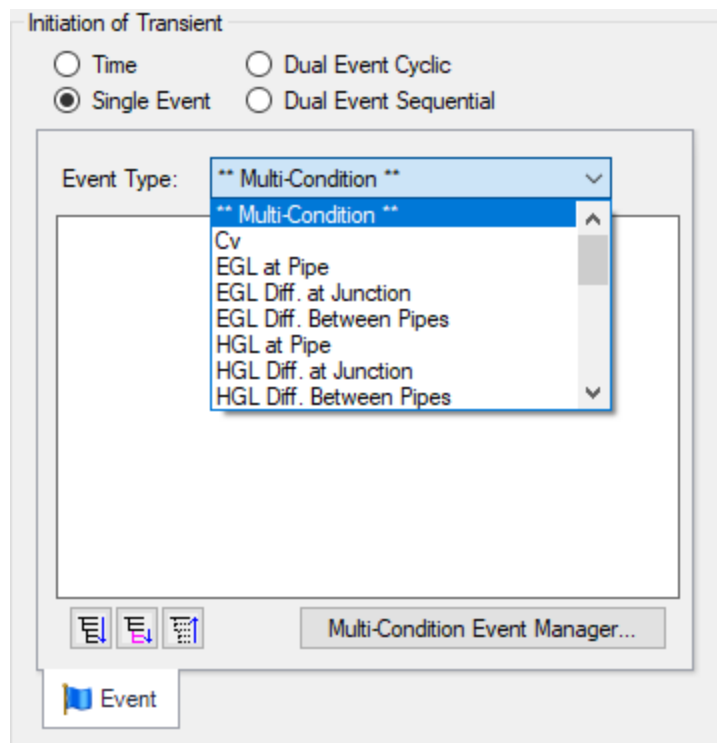 Initiation of Transient
Time Dual Event Cyclic
Single Event Dual Event Sequential
Event Type: ** Multi-Condition **
** Multi-Condition **
Cv
EGL at Pipe
EGL Diff. at Junction
EGL Diff. Between Pipes
HGL at Pipe
HGL Diff. at Junction
HGL Diff. Between Pipes
Multi-Condition Event Manager...
Event